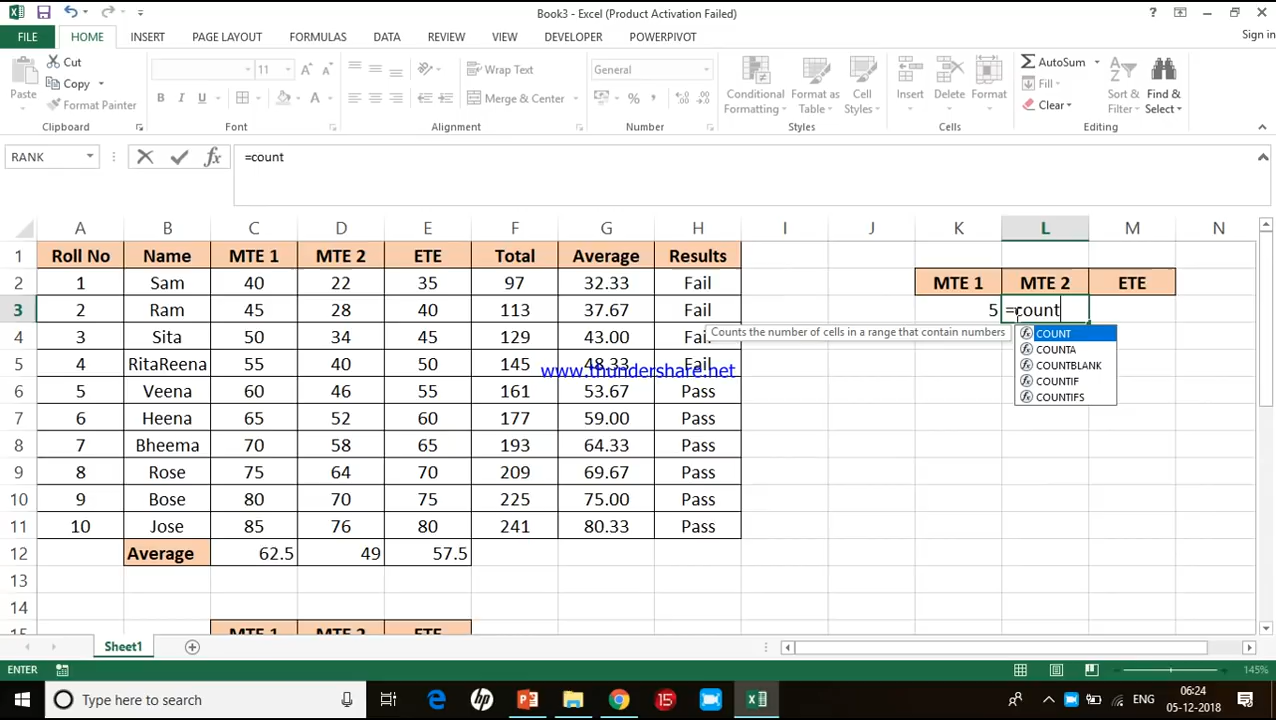 Book3 - Excel (Product Activation Failed)
?
FILE HOME INSERT PAGE LAYOUT FORMULAS DATA REVIEW VIEW DEVELOPER POWERPIVOT Sign in
Paste Cut Copy Format Painter
11 B I U A A A
Wrap Text Merge & Center
General % ,
Conditional Formatting Format as Table Cell Styles
Insert Delete Format
AutoSum Fill Clear Sort & Filter Find & Select
Clipboard Font Alignment Number Styles Cells Editing
RANK fx =count
A B C D E F G H I J K L M N
1 Roll No Name MTE 1 MTE 2 ETE Total Average Results
2 1 Sam 40 22 35 97 32.33 Fail MTE 1 MTE 2 ETE
3 2 Ram 45 28 40 113 37.67 Fail 5 =count
4 3 Sita 50 34 45 129 43.00 Fail
Counts the number of cells in a range that contain numbers
COUNT
COUNTA
COUNTBLANK
COUNTIF
COUNTIFS
5 4 RitaReena 55 40 50 145 48.33 Fail
www.thundershare.net
6 5 Veena 60 46 55 161 53.67 Pass
7 6 Heena 65 52 60 177 59.00 Pass
8 7 Bheema 70 58 65 193 64.33 Pass
9 8 Rose 75 64 70 209 69.67 Pass
10 9 Bose 80 70 75 225 75.00 Pass
11 10 Jose 85 76 80 241 80.33 Pass
12 Average 62.5 49 57.5
13
14
15 MTE 1 MTE 2 ETE
Sheet1
ENTER 145%
Type here to search 15 ENG 06:24
05-12-2018